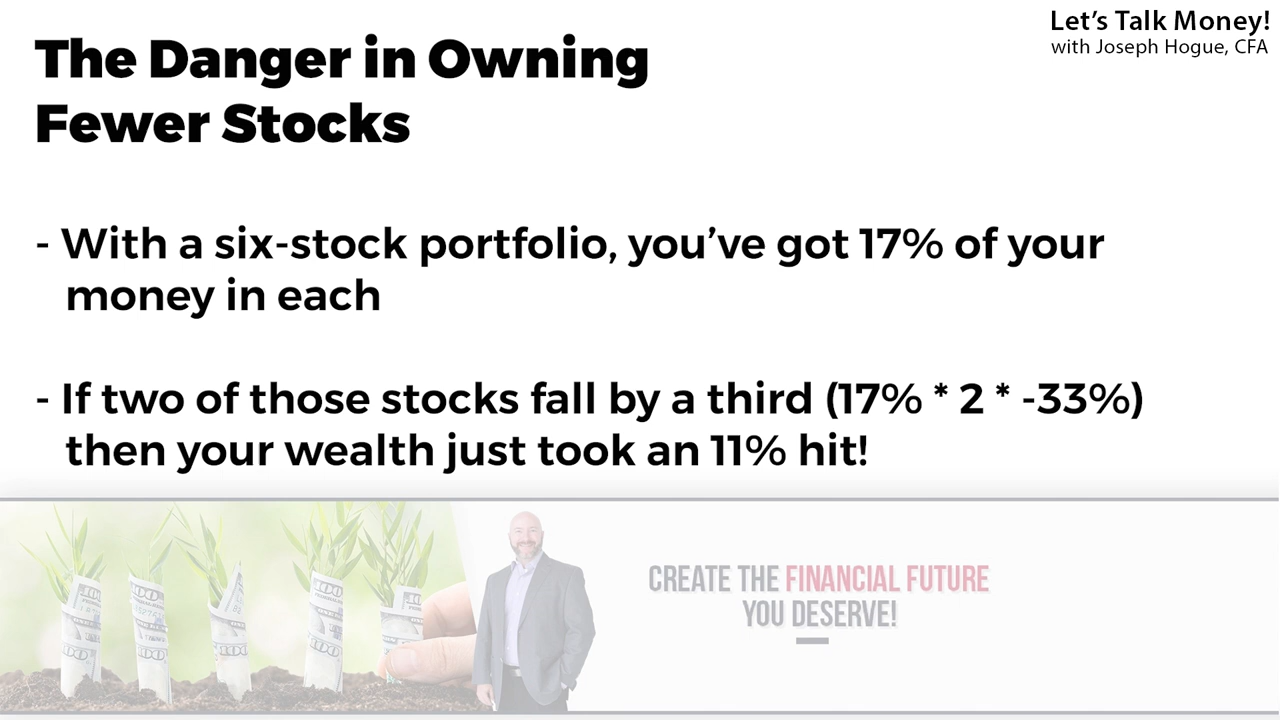 Let's Talk Money!
with Joseph Hogue, CFA
The Danger in Owning
Fewer Stocks
- With a six-stock portfolio, you've got 17% of your
money in each
- If two of those stocks fall by a third (17% * 2 * -33%)
then your wealth just took an 11% hit!
CREATE THE FINANCIAL FUTURE
YOU DESERVE!